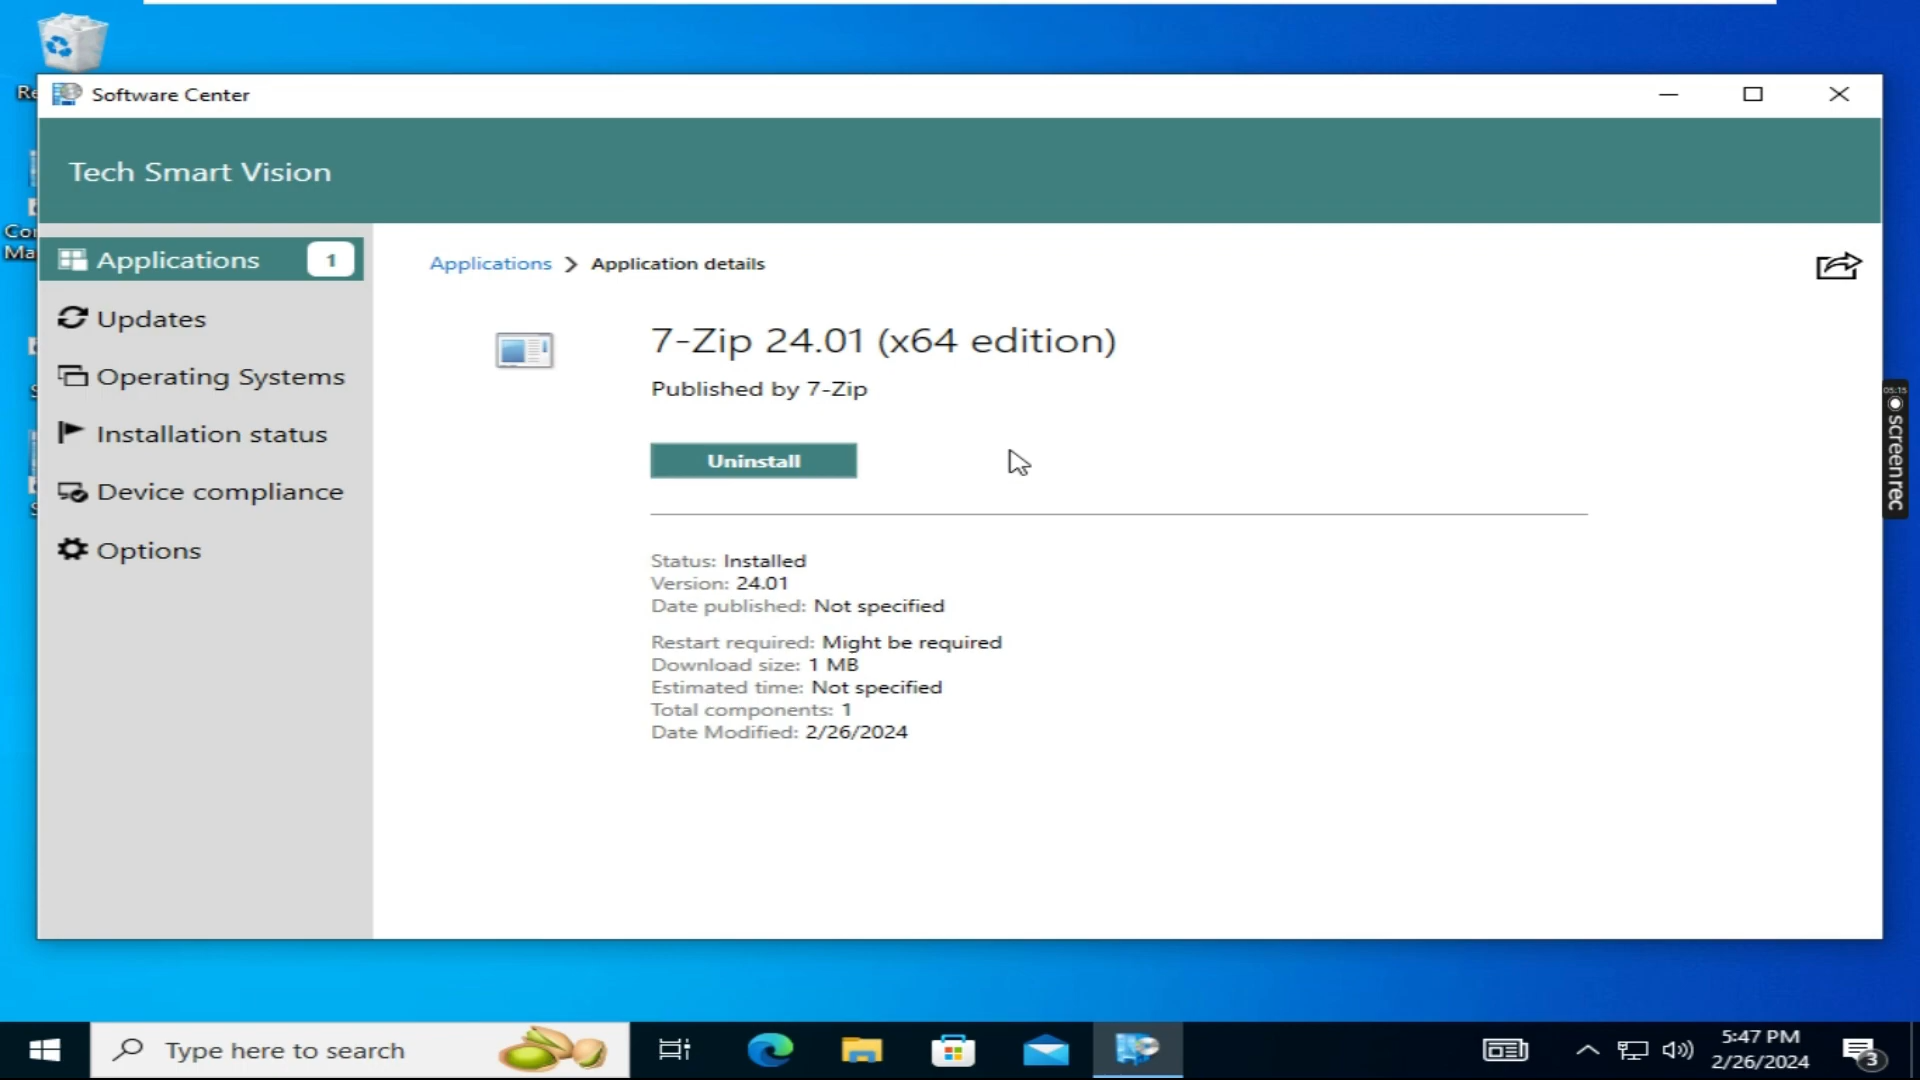 Software Center
Tech Smart Vision
Applications 1
Updates
Operating Systems
Installation status
Device compliance
Options
Applications > Application details
7-Zip 24.01 (x64 edition)
Published by 7-Zip
Uninstall
Status: Installed
Version: 24.01
Date published: Not specified
Restart required: Might be required
Download size: 1 MB
Estimated time: Not specified
Total components: 1
Date Modified: 2/26/2024
05:15
screenrec
Type here to search
5:47 PM
2/26/2024
3